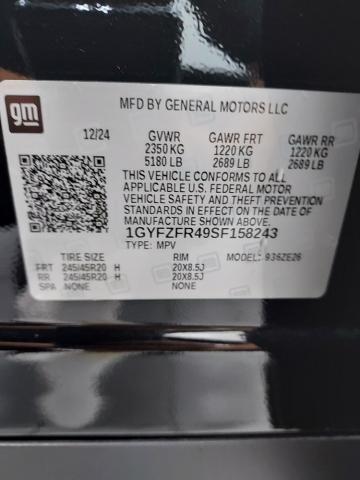 gm
MFD BY GENERAL MOTORS LLC
12/24 GVWR GAWR FRT GAWR RR
2350 KG 1220 KG 1220 KG
5180 LB 2689 LB 2689 LB
THIS VEHICLE CONFORMS TO ALL
APPLICABLE U.S. FEDERAL MOTOR
VEHICLE SAFETY AND THEFT PREVENTION
STANDARDS IN EFFECT ON THE DATE OF
MANUFACTURE SHOWN ABOVE.
1GYFZFR49SF158243
TYPE: MPV MODEL: 936ZE26
TIRE SIZE RIM
FRT 245/45R20 H 20X8.5J
RR 245/45R20 H 20X8.5J
SPA NONE NONE